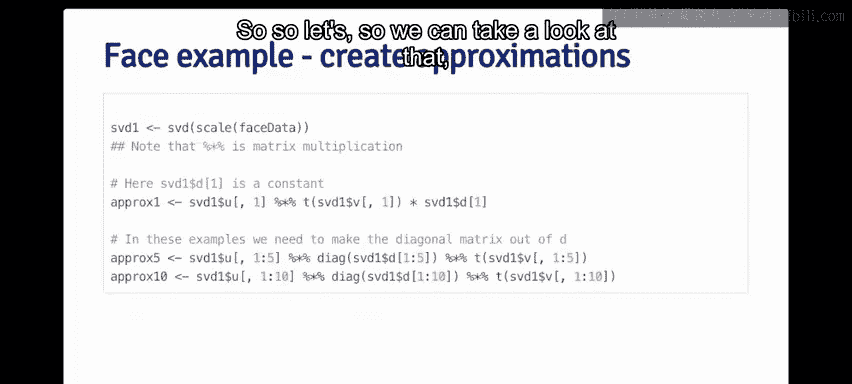 So so let's, so we can take a look at
that,
Face example - create approximations
svd1 <- svd(scale(faceData))
## Note that %*% is matrix multiplication
# Here svd1$d[1] is a constant
approx1 <- svd1$u[, 1] %*% t(svd1$v[, 1]) * svd1$d[1]
# In these examples we need to make the diagonal matrix out of d
approx5 <- svd1$u[, 1:5] %*% diag(svd1$d[1:5]) %*% t(svd1$v[, 1:5])
approx10 <- svd1$u[, 1:10] %*% diag(svd1$d[1:10]) %*% t(svd1$v[, 1:10])